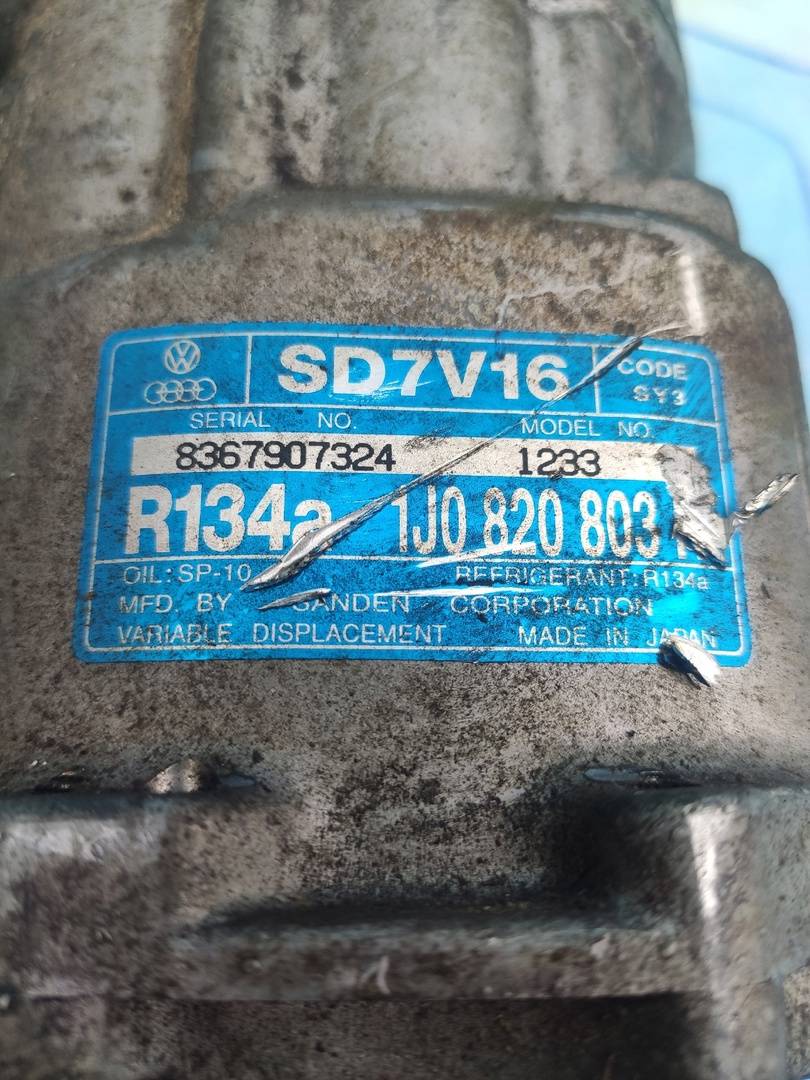 SD7V16 CODE SY3
SERIAL NO. MODEL NO.
8367907324 1233
R134a 1J0 820 803
OIL: SP-10 REFRIGERANT: R134a
MFD. BY SANDEN CORPORATION
VARIABLE DISPLACEMENT MADE IN JAPAN